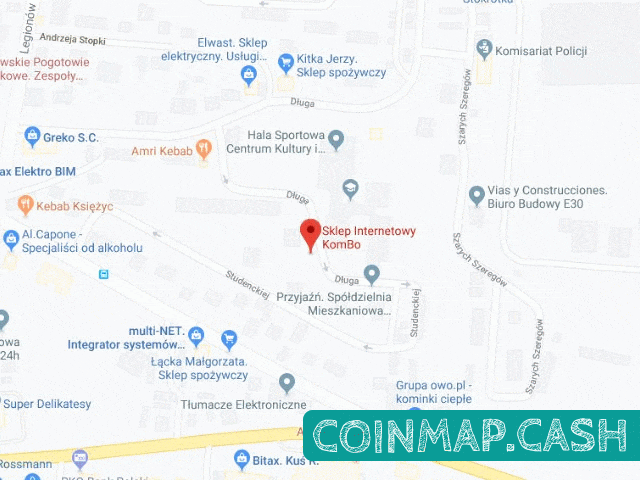 Stokrotka
Andrzeja Stopki
Legionów
Elwast. Sklep
elektryczny. Usługi...
Kitka Jerzy.
Sklep spożywczy
Komisariat Policji
wskie Pogotowie
kowe. Zespoły...
Długa
Szarych Szeregów
Greko S.C.
Hala Sportowa
Centrum Kultury i...
Amri Kebab
ax Elektro BIM
Kebab Księżyc
Długa
Vias y Construcciones.
Biuro Budowy E30
Sklep Internetowy
KomBo
Al.Capone -
Specjaliści od alkoholu
Szarych Szeregów
Studenckiej
Długa
Przyjaźń. Spółdzielnia
Mieszkaniowa...
Studenckiej
multi-NET.
Integrator systemów...
owa
24h
Łącka Małgorzata.
Sklep spożywczy
Szarych Szeregów
Grupa owo.pl -
kominki ciepłe
Super Delikatesy
Tłumacze Elektroniczne
A
COINMAP.CASH
Rossmann
Bitax. Kuś R.
PKO Bank Polski